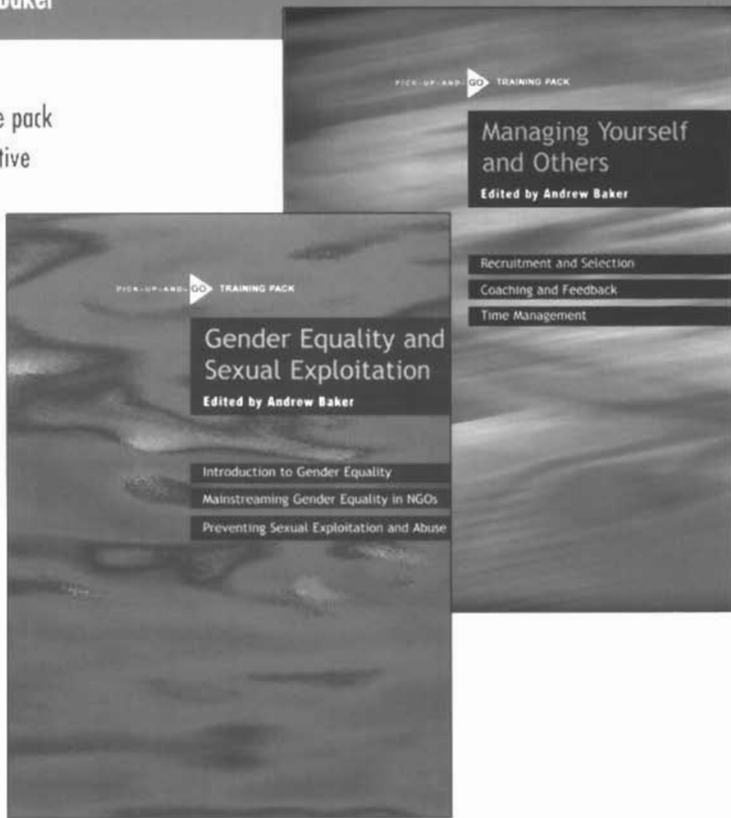 Baker
e pack
tive
PICK-UP-AND-GO TRAINING PACK
Managing Yourself
and Others
Edited by Andrew Baker
Recruitment and Selection
Coaching and Feedback
Time Management
PICK-UP-AND-GO TRAINING PACK
Gender Equality and
Sexual Exploitation
Edited by Andrew Baker
Introduction to Gender Equality
Mainstreaming Gender Equality in NGOs
Preventing Sexual Exploitation and Abuse